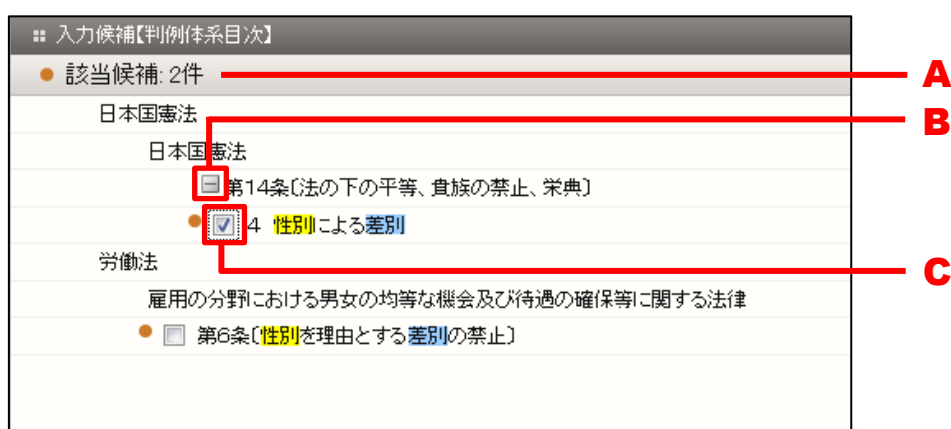 入力候補【判例体系目次】
該当候補: 2件
A
日本国憲法
B
日本国憲法
第14条〔法の下の平等、貴族の禁止、栄典〕
4 性別による差別
労働法
C
雇用の分野における男女の均等な機会及び待遇の確保等に関する法律
第6条〔性別を理由とする差別の禁止〕